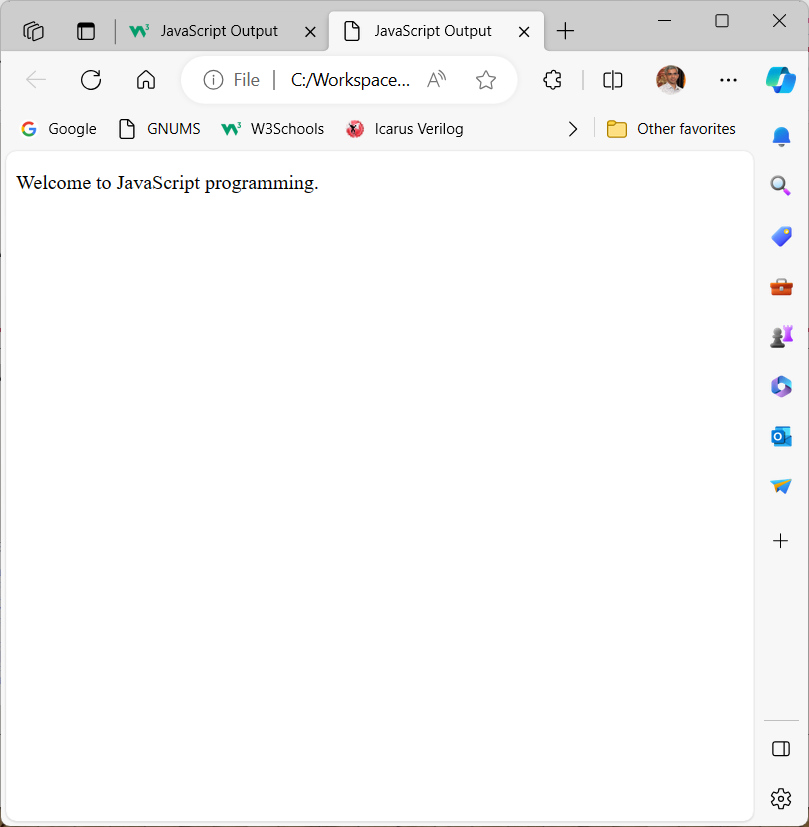 JavaScript Output
JavaScript Output
File C:/Workspace...
Google GNUMS W3Schools Icarus Verilog Other favorites
Welcome to JavaScript programming.